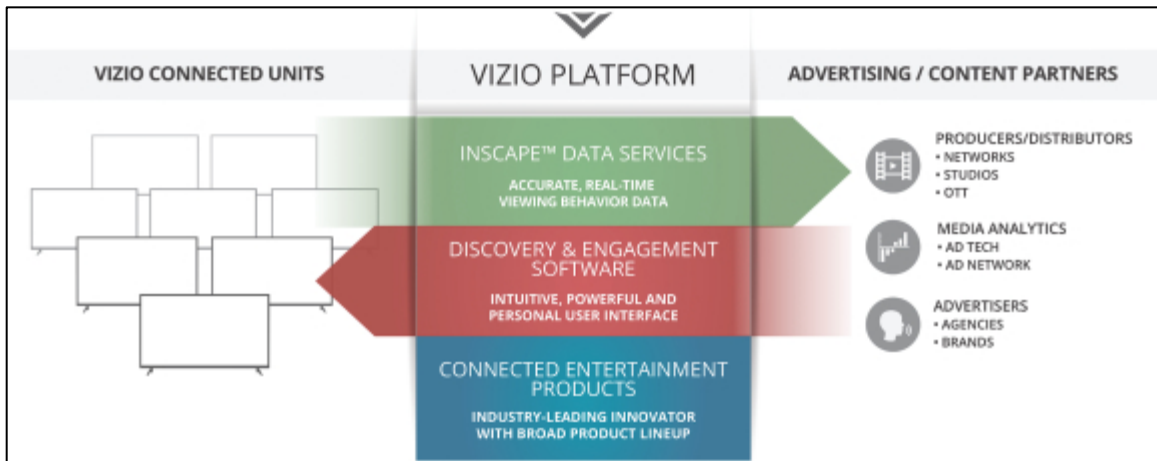 VIZIO CONNECTED UNITS
VIZIO PLATFORM
ADVERTISING / CONTENT PARTNERS
INSCAPE™ DATA SERVICES
ACCURATE, REAL-TIME
VIEWING BEHAVIOR DATA
DISCOVERY & ENGAGEMENT
SOFTWARE
INTUITIVE, POWERFUL AND
PERSONAL USER INTERFACE
CONNECTED ENTERTAINMENT
PRODUCTS
INDUSTRY-LEADING INNOVATOR
WITH BROAD PRODUCT LINEUP
PRODUCERS/DISTRIBUTORS
• NETWORKS
• STUDIOS
• OTT
MEDIA ANALYTICS
• AD TECH
• AD NETWORK
ADVERTISERS
• AGENCIES
• BRANDS